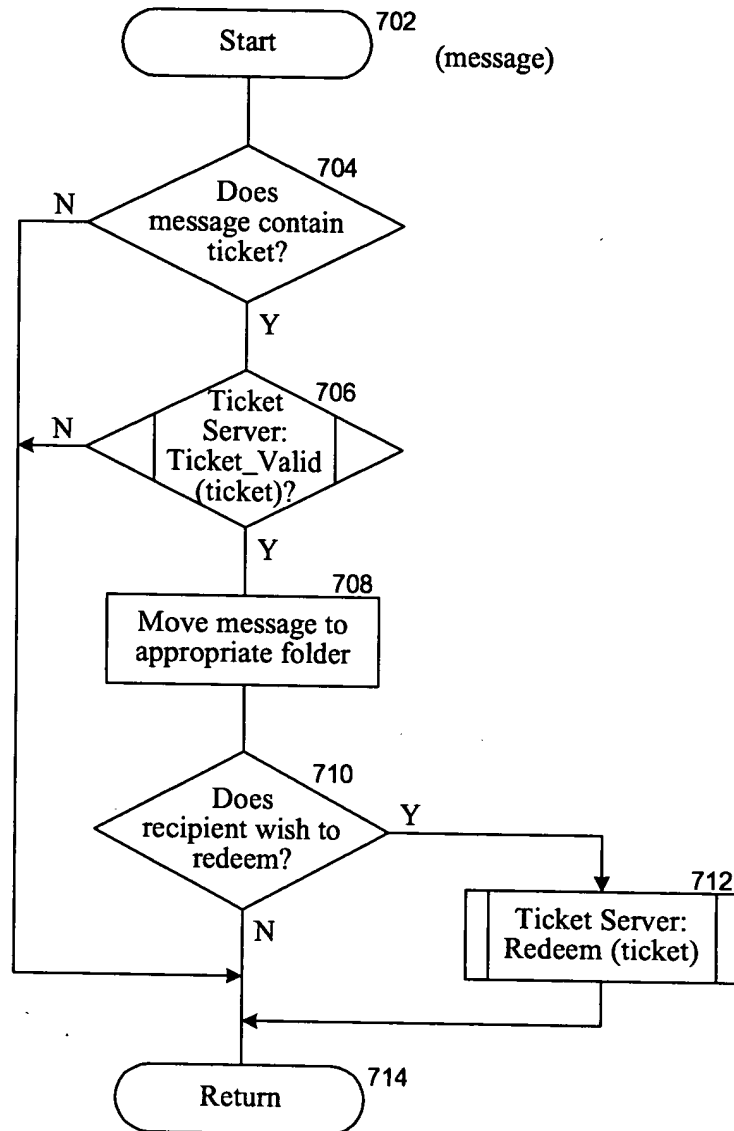 Start
702
(message)
704
Does
message contain
ticket?
N
Y
706
Ticket
Server:
Ticket_Valid
(ticket)?
N
Y
708
Move message to
appropriate folder
710
Does
recipient wish to
redeem?
Y
N
712
Ticket Server:
Redeem (ticket)
Return
714